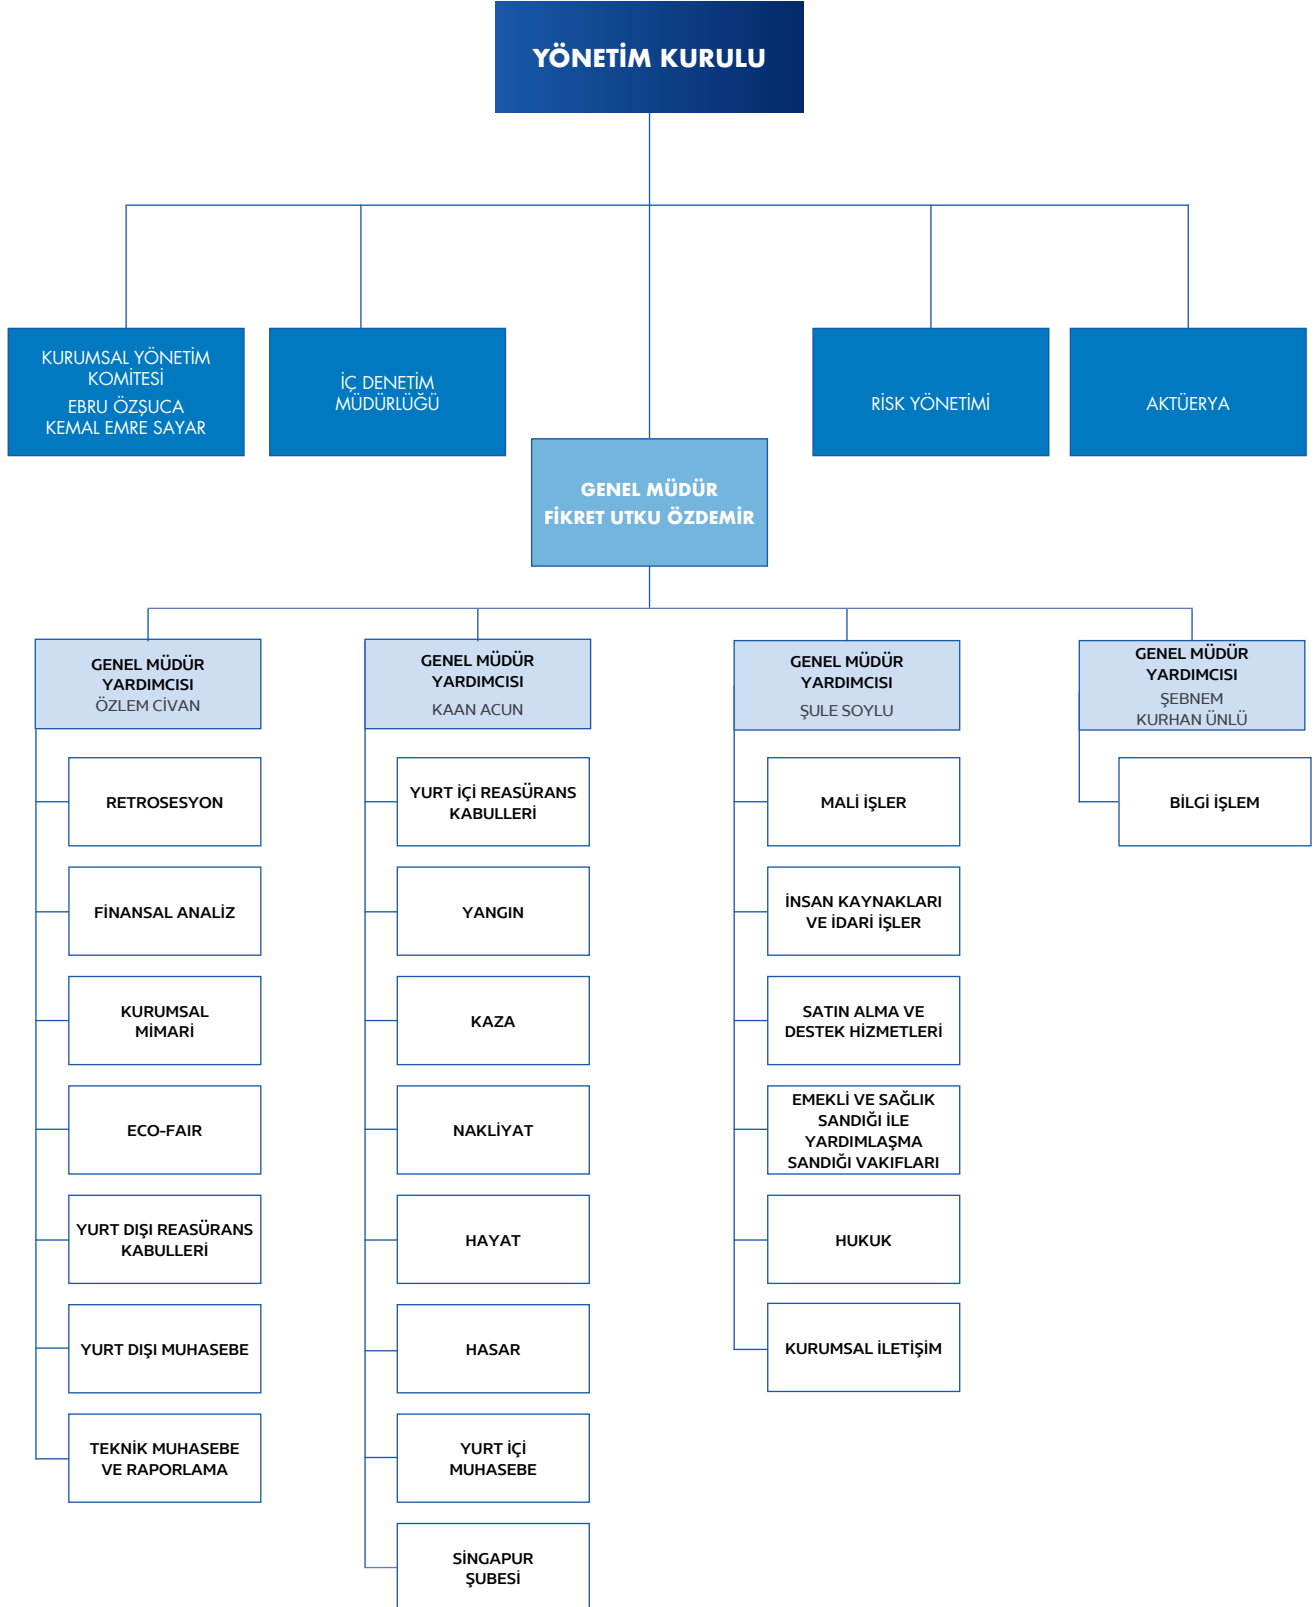 YÖNETİM KURULU
KURUMSAL YÖNETİM
KOMİTESİ
EBRU ÖZŞUCA
KEMAL EMRE SAYAR
İÇ DENETİM
MÜDÜRLÜĞÜ
RİSK YÖNETİMİ
AKTÜERYA
GENEL MÜDÜR
FİKRET UTKU ÖZDEMİR
GENEL MÜDÜR
YARDIMCISI
ÖZLEM CİVAN
RETROSESYON
FİNANSAL ANALİZ
KURUMSAL
MİMARİ
ECO-FAIR
YURT DIŞI REASÜRANS
KABULLERİ
YURT DIŞI MUHASEBE
TEKNİK MUHASEBE
VE RAPORLAMA
GENEL MÜDÜR
YARDIMCISI
KAAN ACUN
YURT İÇİ REASÜRANS
KABULLERİ
YANGIN
KAZA
NAKLİYAT
HAYAT
HASAR
YURT İÇİ
MUHASEBE
SİNGAPUR
ŞUBESİ
GENEL MÜDÜR
YARDIMCISI
ŞULE SOYLU
MALİ İŞLER
İNSAN KAYNAKLARI
VE İDARİ İŞLER
SATIN ALMA VE
DESTEK HİZMETLERİ
EMEKLİ VE SAĞLIK
SANDIĞI İLE
YARDIMLAŞMA
SANDIĞI VAKIFLARI
HUKUK
KURUMSAL İLETİŞİM
GENEL MÜDÜR
YARDIMCISI
ŞEBNEM
KURHAN ÜNLÜ
BİLGİ İŞLEM